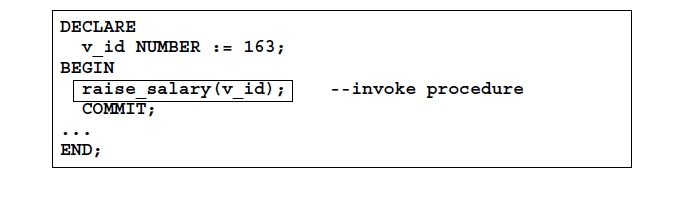 DECLARE
v_id NUMBER := 163;
BEGIN
raise_salary(v_id); --invoke procedure
COMMIT;
...
END;